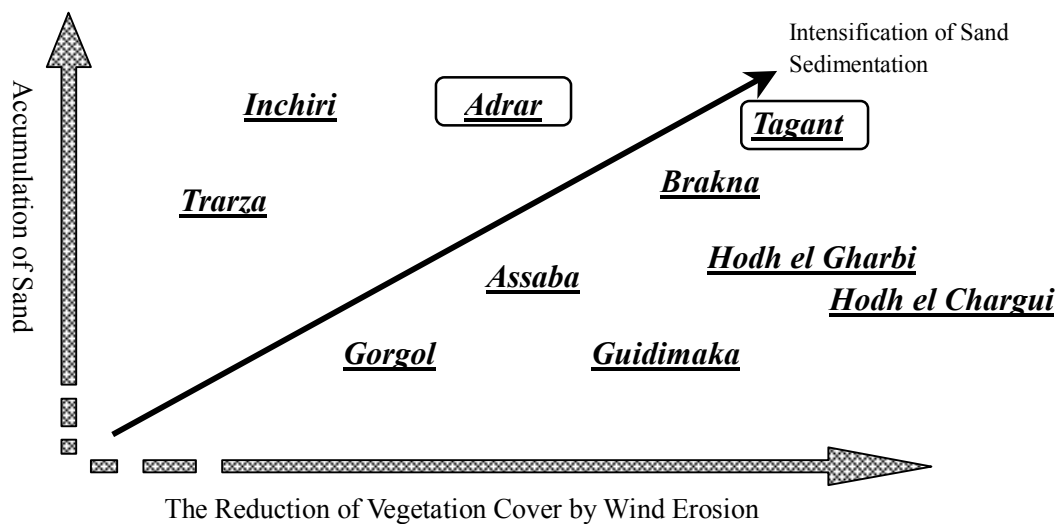 Intensification of Sand
Sedimentation
Accumulation of Sand
Inchiri
Adrar
Tagant
Brakna
Trarza
Hodh el Gharbi
Assaba
Hodh el Chargui
Gorgol
Guidimaka
The Reduction of Vegetation Cover by Wind Erosion